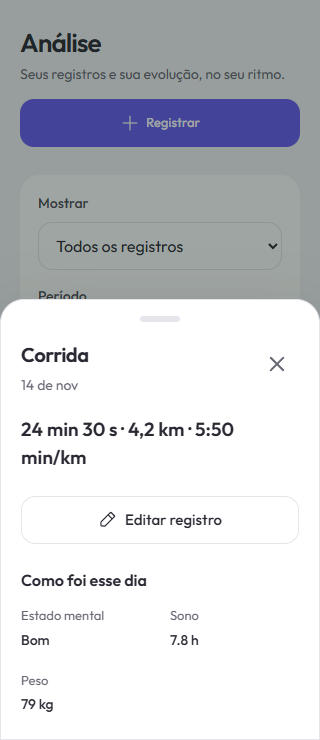 Análise
Seus registros e sua evolução, no seu ritmo.
Registrar
Mostrar
Todos os registros
Período
Corrida
14 de nov
24 min 30 s · 4,2 km · 5:50
min/km
Editar registro
Como foi esse dia
Estado mental
Sono
Bom
7.8 h
Peso
79 kg